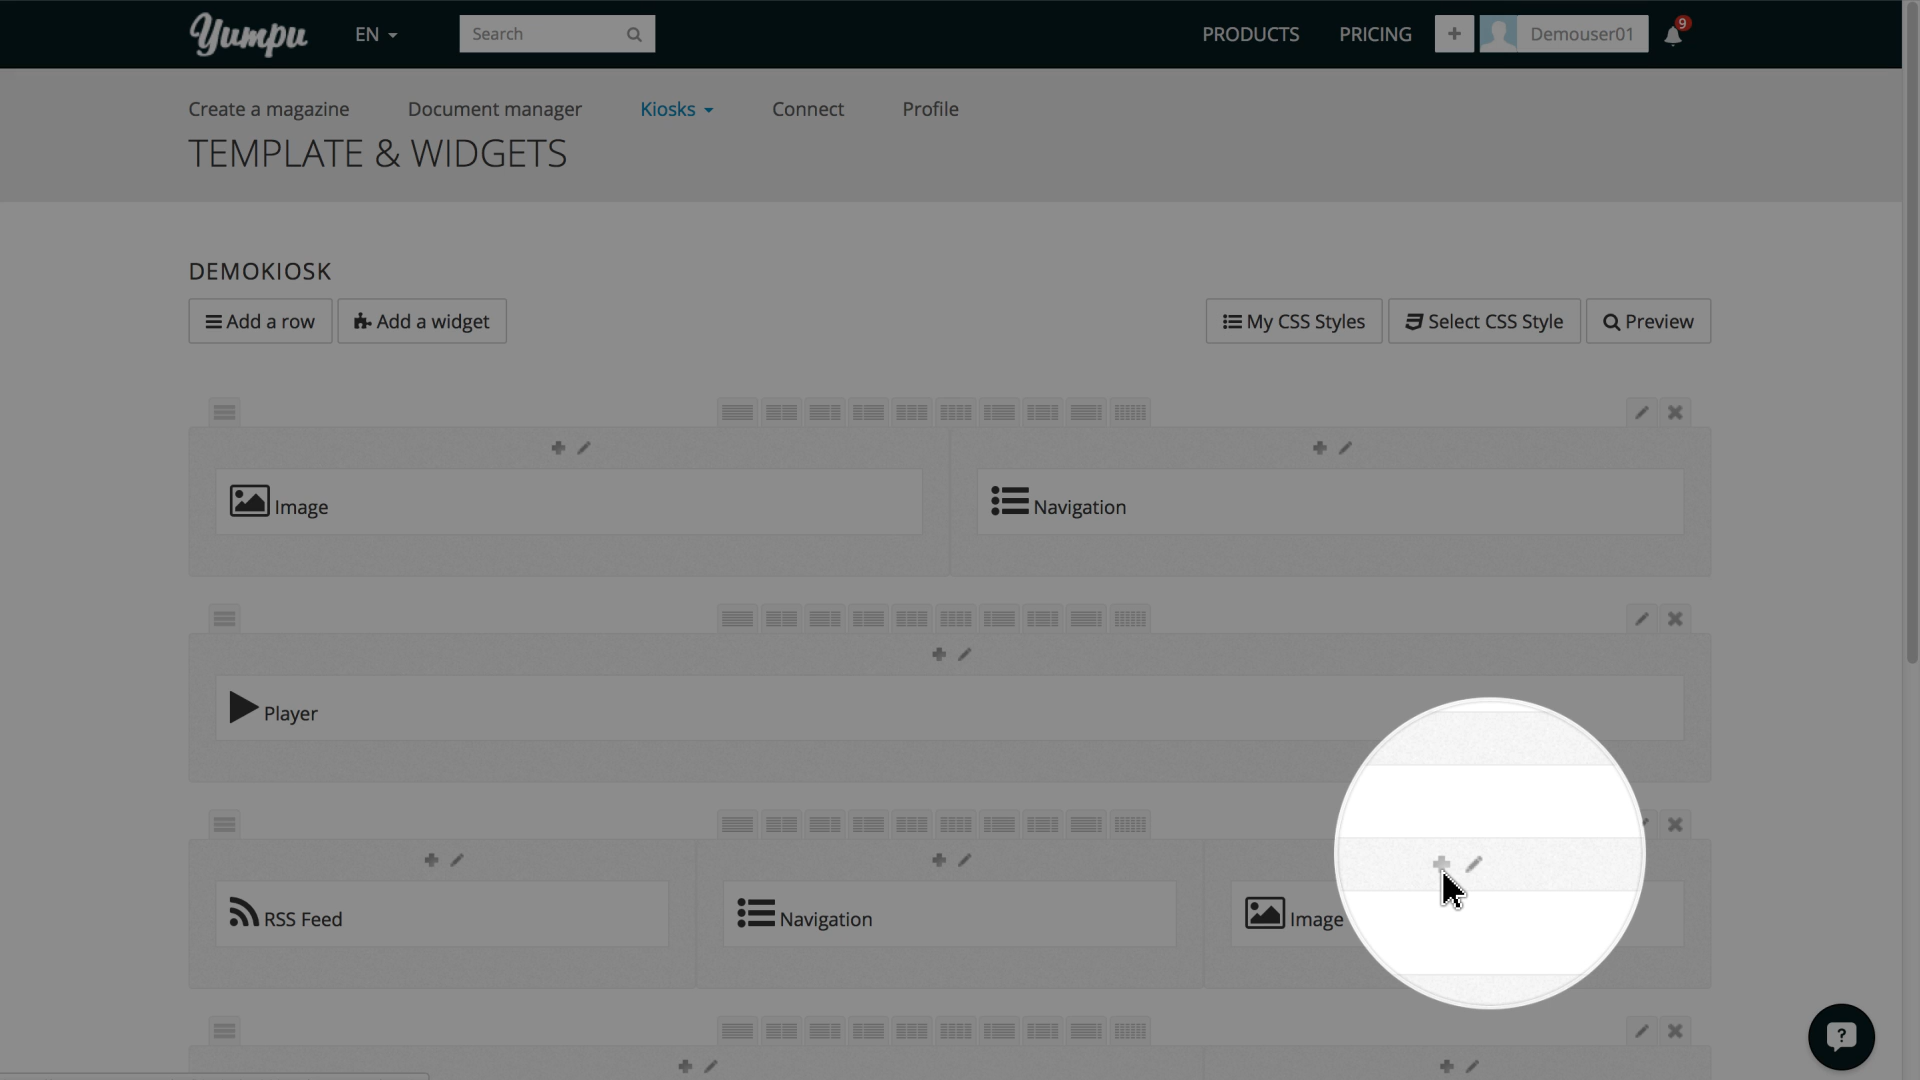 Yumpu EN Search PRODUCTS PRICING Demouser01 9
Create a magazine Document manager Kiosks Connect Profile
TEMPLATE & WIDGETS
DEMOKIOSK
Add a row Add a widget My CSS Styles Select CSS Style Preview
Image Navigation
Player
RSS Feed Navigation Image